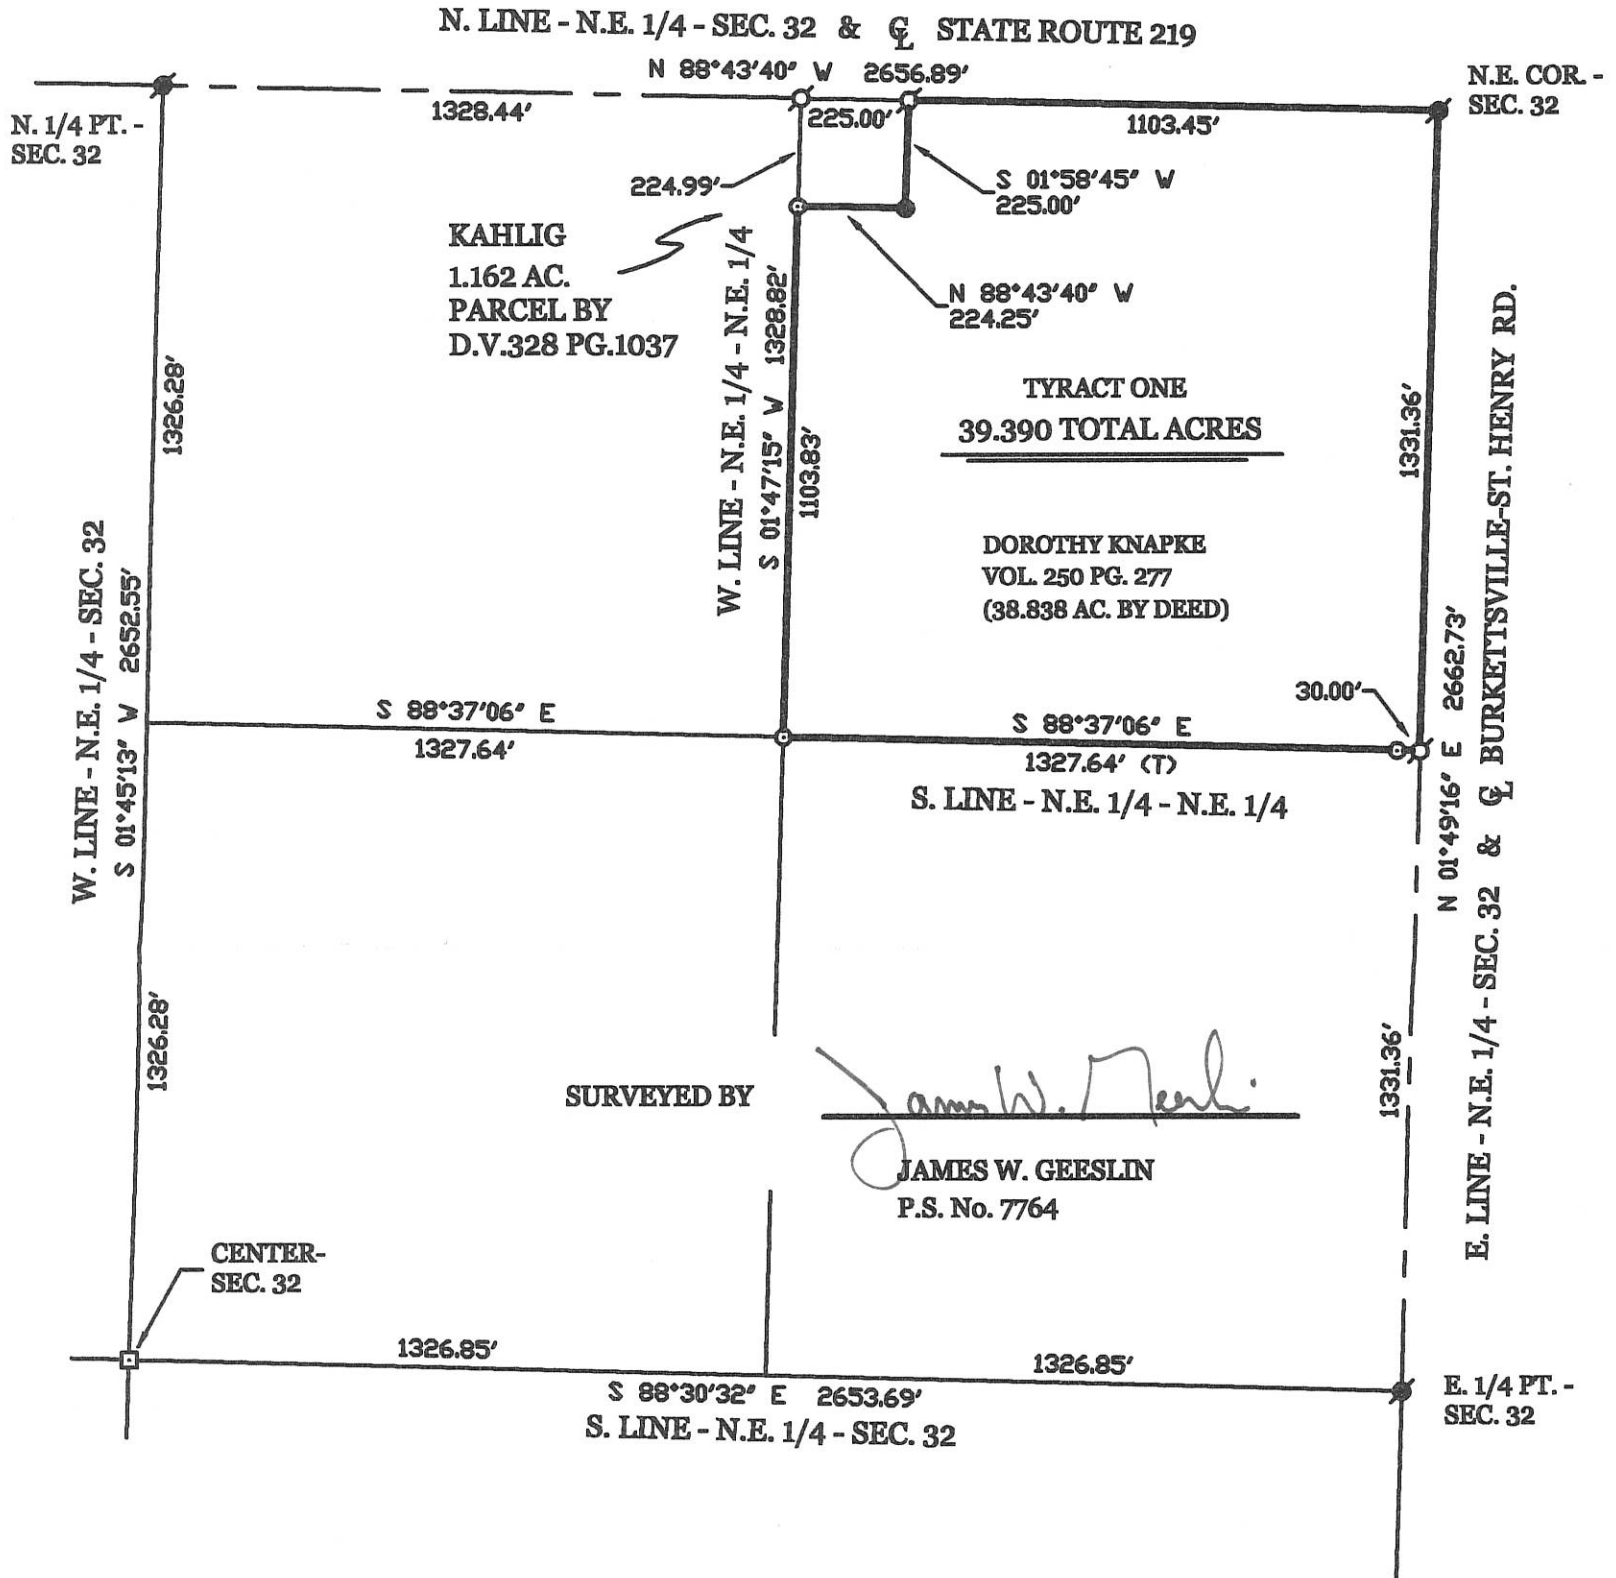 N. LINE - N.E. 1/4 - SEC. 32 & ℄ STATE ROUTE 219
N 88°43'40" W 2656.89'
N.E. COR. -
SEC. 32
N. 1/4 PT. -
SEC. 32
1328.44'
225.00'
1103.45'
224.99'
S 01°58'45" W
225.00'
KAHLIG
1.162 AC.
PARCEL BY
D.V.328 PG.1037
N 88°43'40" W
224.25'
W. LINE - N.E. 1/4 - N.E. 1/4
S 01°47'15" W 1328.82'
1103.83'
1326.28'
TYRACT ONE
39.390 TOTAL ACRES
1331.36'
DOROTHY KNAPKE
VOL. 250 PG. 277
(38.838 AC. BY DEED)
W. LINE - N.E. 1/4 - SEC. 32
S 01°45'13" W 2652.55'
30.00'
S 88°37'06" E
1327.64'
S 88°37'06" E
1327.64' (T)
S. LINE - N.E. 1/4 - N.E. 1/4
N 01°49'16" E 2662.73'
E. LINE - N.E. 1/4 - SEC. 32 & ℄ BURKETTSVILLE-ST. HENRY RD.
1326.28'
1331.36'
SURVEYED BY
James W. Geeslin
JAMES W. GEESLIN
P.S. No. 7764
CENTER-
SEC. 32
1326.85'
1326.85'
S 88°30'32" E 2653.69'
S. LINE - N.E. 1/4 - SEC. 32
E. 1/4 PT. -
SEC. 32